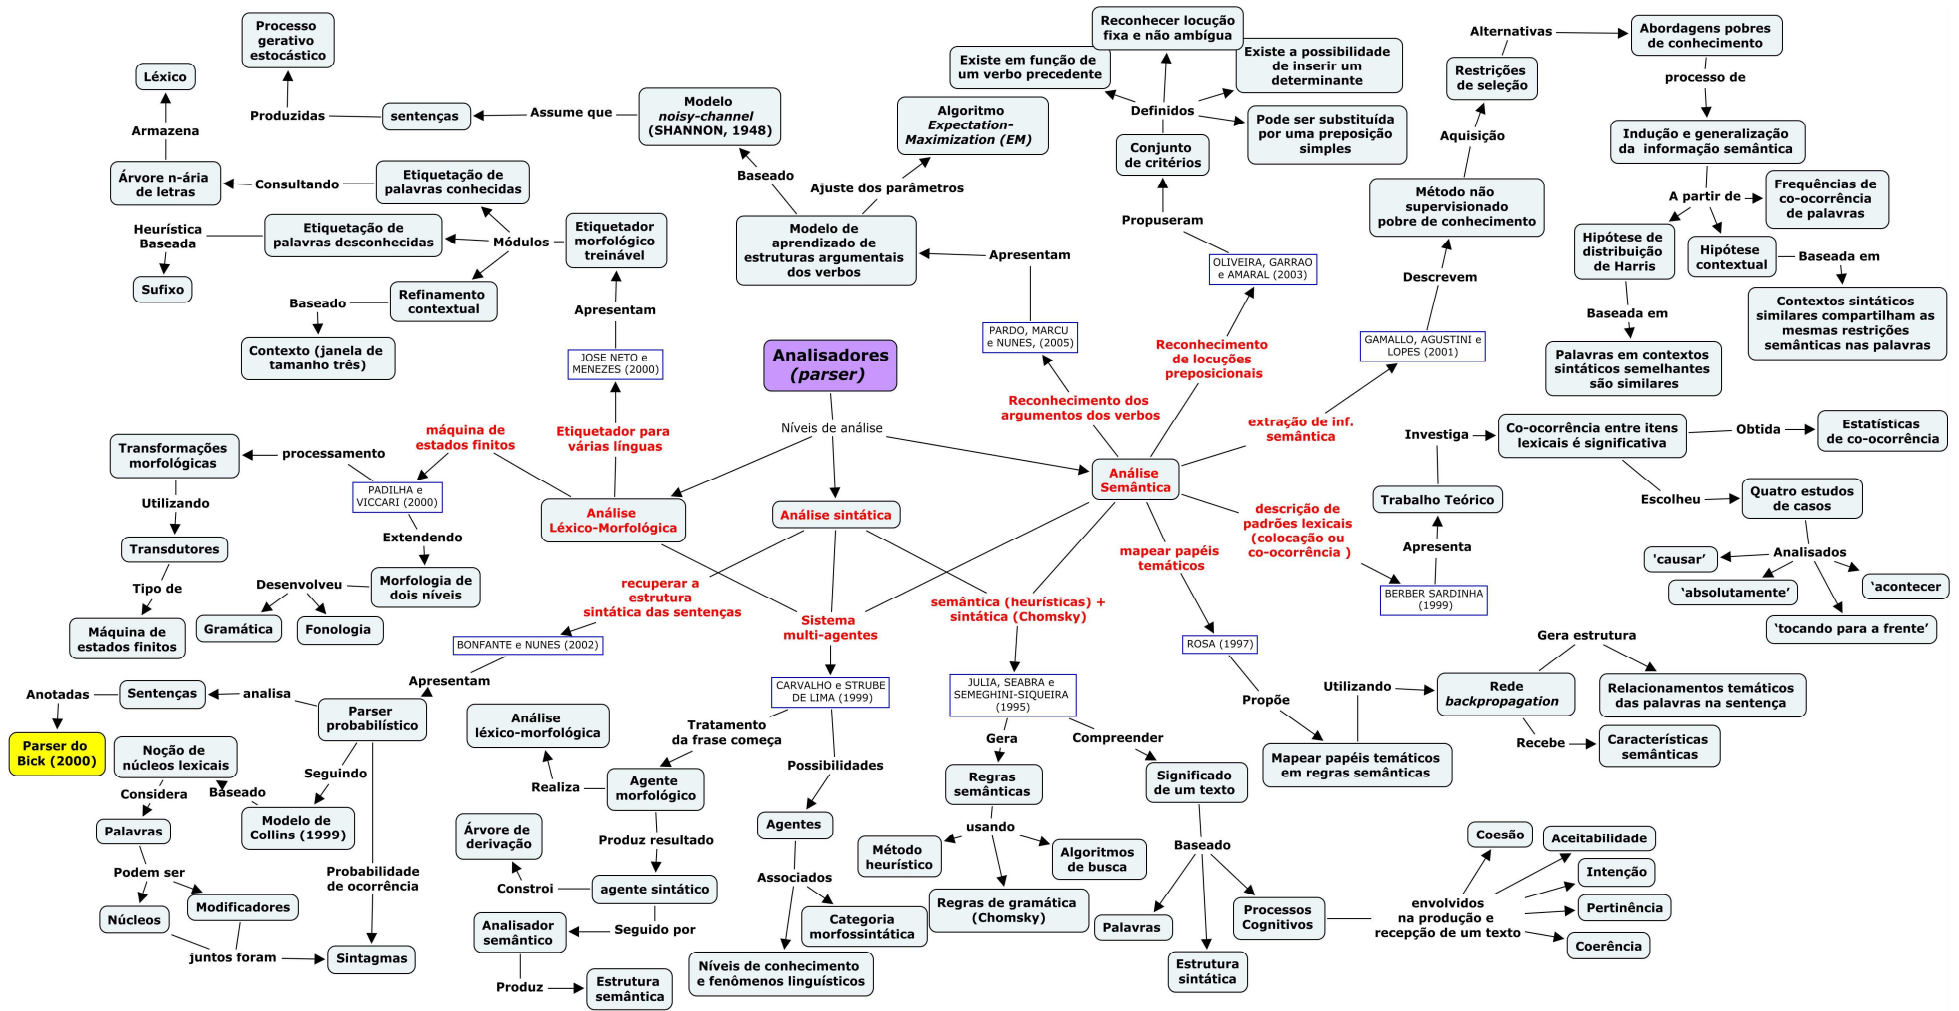 Processo
gerativo
estocástico
Léxico
Armazena
Produzidas
sentenças
Assume que
Modelo
noisy-channel
(SHANNON, 1948)
Algoritmo
Expectation-
Maximization (EM)
Baseado
Ajuste dos parâmetros
Árvore n-ária
de letras
Consultando
Etiquetação de
palavras conhecidas
Heurística
Baseada
Etiquetação de
palavras desconhecidas
Módulos
Etiquetador
morfológico
treinável
Sufixo
Baseado
Refinamento
contextual
Contexto (janela de
tamanho três)
Apresentam
JOSE NETO e
MENEZES (2000)
Modelo de
aprendizado de
estruturas argumentais
dos verbos
Apresentam
PARDO, MARCU
e NUNES, (2005)
Reconhecer locução
fixa e não ambígua
Existe em função de
um verbo precedente
Existe a possibilidade
de inserir um
determinante
Definidos
Pode ser substituída
por uma preposição
simples
Conjunto
de critérios
Propuseram
OLIVEIRA, GARRAO
e AMARAL (2003)
Alternativas
Abordagens pobres
de conhecimento
Restrições
de seleção
processo de
Aquisição
Indução e generalização
da informação semântica
Método não
supervisionado
pobre de conhecimento
A partir de
Frequências de
co-ocorrência
de palavras
Hipótese de
distribuição
de Harris
Hipótese
contextual
Baseada em
Descrevem
Baseada em
Contextos sintáticos
similares compartilham as
mesmas restrições
semânticas nas palavras
GAMALLO, AGUSTINI e
LOPES (2001)
Palavras em contextos
sintáticos semelhantes
são similares
Analisadores
(parser)
Níveis de análise
Reconhecimento
de locuções
preposicionais
Reconhecimento dos
argumentos dos verbos
extração de inf.
semântica
máquina de
estados finitos
Etiquetador para
várias línguas
Transformações
morfológicas
processamento
PADILHA e
VICCARI (2000)
Utilizando
Transdutores
Extendendo
Tipo de
Desenvolveu
Morfologia de
dois níveis
Máquina de
estados finitos
Gramática
Fonologia
Análise
Léxico-Morfológica
Análise sintática
Análise
Semântica
Investiga
Co-ocorrência entre itens
lexicais é significativa
Obtida
Estatísticas
de co-ocorrência
Trabalho Teórico
Escolheu
Quatro estudos
de casos
descrição de
padrões lexicais
(colocação ou
co-ocorrência )
Apresenta
BERBER SARDINHA
(1999)
Analisados
'causar’
‘absolutamente’
‘acontecer
‘tocando para a frente’
mapear papéis
temáticos
recuperar a
estrutura
sintática das sentenças
Sistema
multi-agentes
semântica (heurísticas) +
sintática (Chomsky)
BONFANTE e NUNES (2002)
Apresentam
CARVALHO e STRUBE
DE LIMA (1999)
JULIA, SEABRA e
SEMEGHINI-SIQUEIRA
(1995)
ROSA (1997)
Propõe
Gera estrutura
Utilizando
Rede
backpropagation
Relacionamentos temáticos
das palavras na sentença
Recebe
Características
semânticas
Mapear papéis temáticos
em regras semânticas
Anotadas
Sentenças
analisa
Parser
probabilístico
Parser do
Bick (2000)
Noção de
núcleos lexicais
Seguindo
Considera
Baseado
Modelo de
Collins (1999)
Palavras
Podem ser
Probabilidade
de ocorrência
Núcleos
Modificadores
juntos foram
Sintagmas
Análise
léxico-morfológica
Tratamento
da frase começa
Realiza
Agente
morfológico
Árvore de
derivação
Produz resultado
Constroi
agente sintático
Analisador
semântico
Seguido por
Produz
Estrutura
semântica
Possibilidades
Agentes
Associados
Categoria
morfossintática
Níveis de conhecimento
e fenômenos linguísticos
Gera
Compreender
Regras
semânticas
Significado
de um texto
usando
Método
heurístico
Algoritmos
de busca
Regras de gramática
(Chomsky)
Baseado
Palavras
Processos
Cognitivos
Estrutura
sintática
envolvidos
na produção e
recepção de um texto
Coesão
Aceitabilidade
Intenção
Pertinência
Coerência